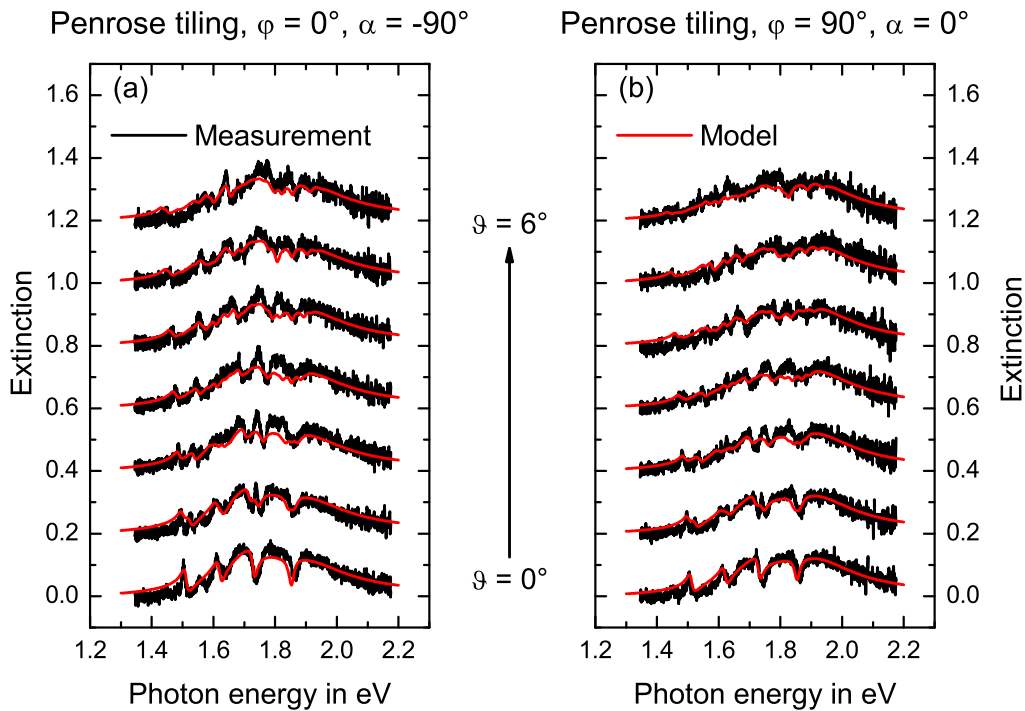 Penrose tiling, φ = 0°, α = -90°
Penrose tiling, φ = 90°, α = 0°
(a)
Measurement
(b)
Model
Extinction
1.6
1.4
1.2
1.0
0.8
0.6
0.4
0.2
0.0
1.2 1.4 1.6 1.8 2.0 2.2
Photon energy in eV
ϑ = 6°
ϑ = 0°
1.6
1.4
1.2
1.0
0.8
0.6
0.4
0.2
0.0
Extinction
1.2 1.4 1.6 1.8 2.0 2.2
Photon energy in eV